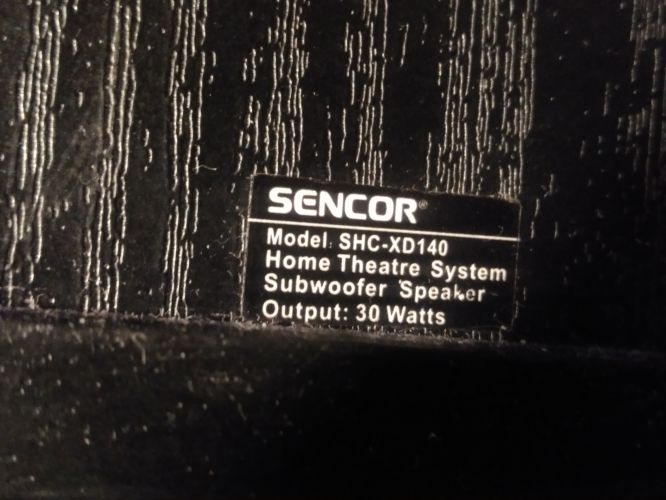 SENCOR®
Model: SHC-XD140
Home Theatre System
Subwoofer Speaker
Output: 30 Watts